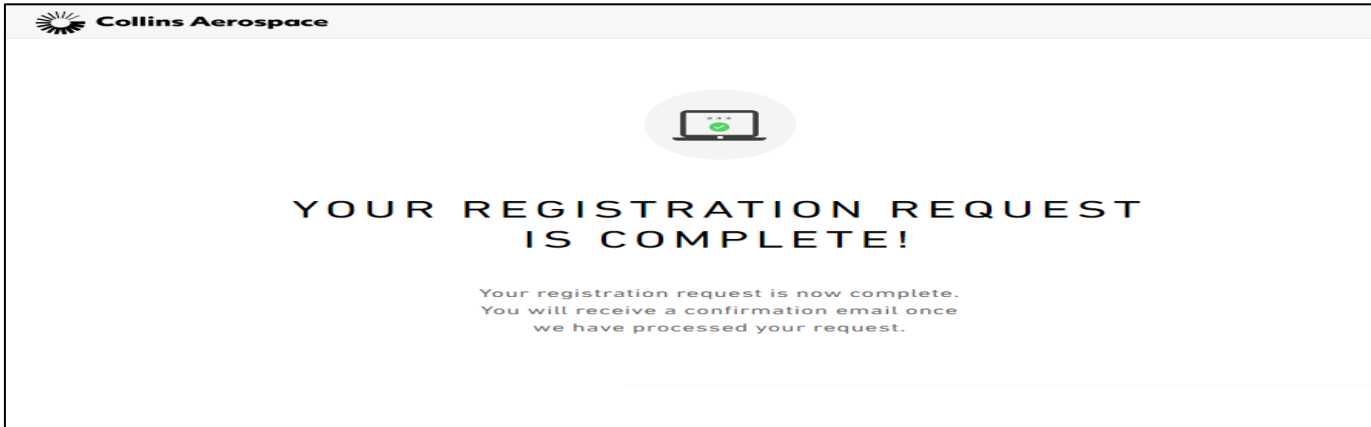 Collins Aerospace
YOUR REGISTRATION REQUEST
IS COMPLETE!
Your registration request is now complete.
You will receive a confirmation email once
we have processed your request.